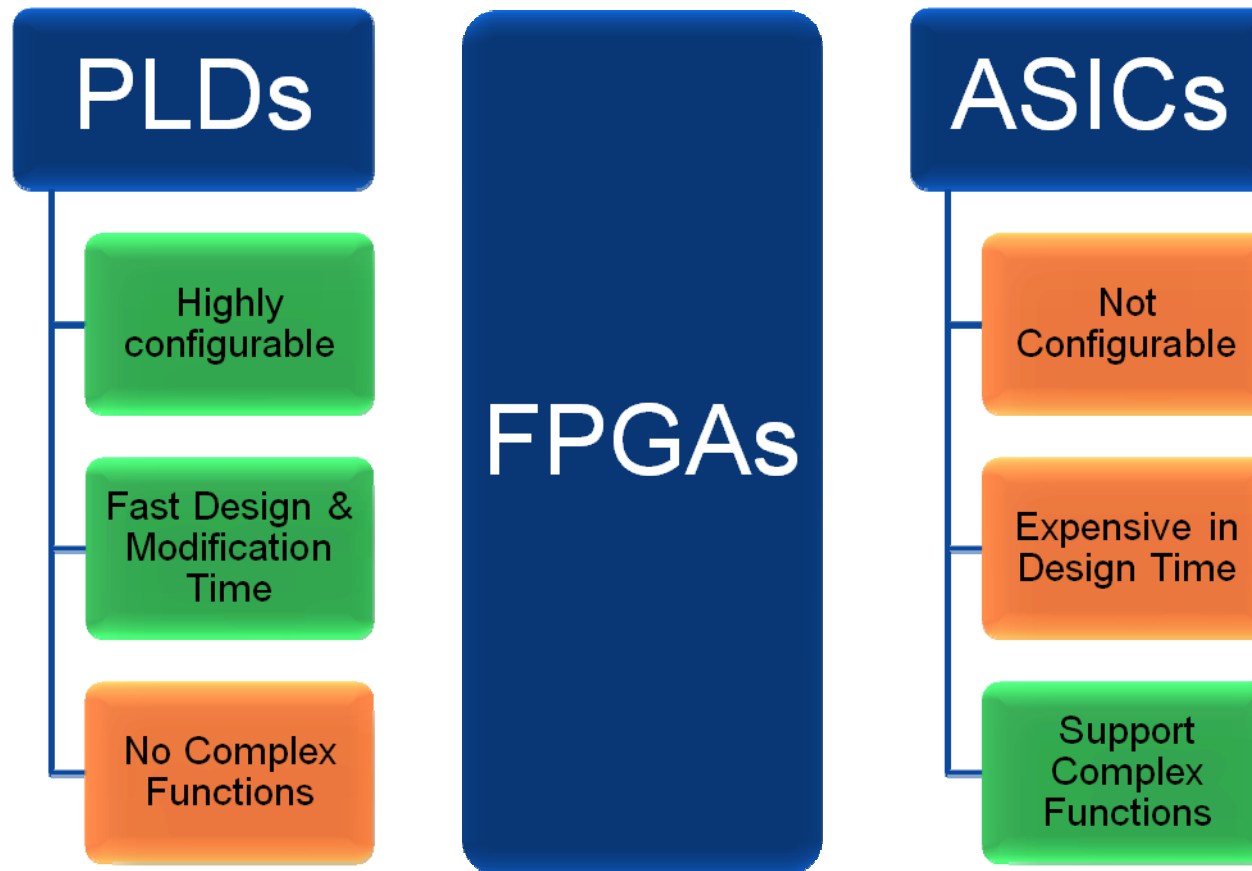 PLDs
Highly
configurable
Fast Design &
Modification
Time
No Complex
Functions
FPGAs
ASICs
Not
Configurable
Expensive in
Design Time
Support
Complex
Functions